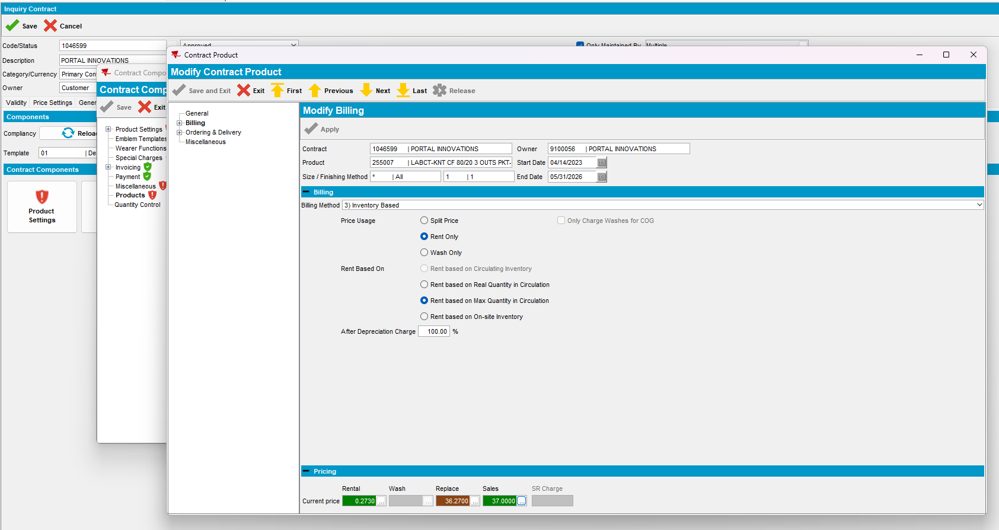 Inquiry Contract
Save Cancel
Code/Status 1046599 Approved Only Maintained By Multiple
Description PORTAL INNOVATIONS
Category/Currency Primary Con
Owner Customer
Validity Price Settings Gener
Components
Compliancy Reloa
Template 01 | De
Contract Components
Product
Settings
Contract Compo
Contract Comp
Save Exit
Product Settings
Emblem Templates
Wearer Functions
Special Charges
Invoicing
Payment
Miscellaneous
Products
Quantity Control
Contract Product
Modify Contract Product
Save and Exit Exit First Previous Next Last Release
General
Billing
Ordering & Delivery
Miscellaneous
Modify Billing
Apply
Contract 1046599 | PORTAL INNOVATIONS Owner 9100056 | PORTAL INNOVATIONS
Product 255007 | LABCT-KNT CF 80/20 3 OUTS PKT- Start Date 04/14/2023 16
Size / Finishing Method * | All 1 | 1 End Date 05/31/2026 16
Billing
Billing Method 3) Inventory Based
Price Usage Split Price Only Charge Washes for COG
Rent Only
Wash Only
Rent Based On Rent based on Circulating Inventory
Rent based on Real Quantity in Circulation
Rent based on Max Quantity in Circulation
Rent based on On-site Inventory
After Depreciation Charge 100.00 %
Pricing
Rental Wash Replace Sales SR Charge
Current price 0.2730 ... ... 36.2700 ... 37.0000 ...